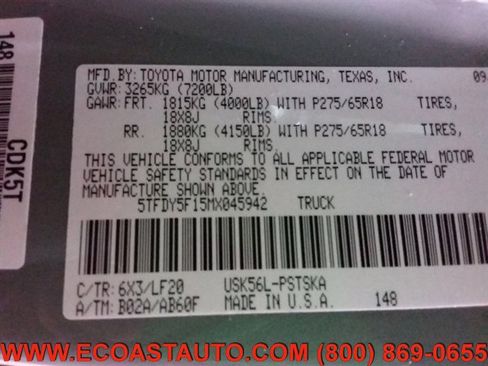 148
CDK5T
MFD.BY: TOYOTA MOTOR MANUFACTURING, TEXAS, INC. 09
GVWR: 3265KG (7200LB)
GAWR: FRT. 1815KG (4000LB) WITH P275/65R18 TIRES,
18X8J RIMS,
RR. 1880KG (4150LB) WITH P275/65R18 TIRES,
18X8J RIMS
THIS VEHICLE CONFORMS TO ALL APPLICABLE FEDERAL MOTOR
VEHICLE SAFETY STANDARDS IN EFFECT ON THE DATE OF
MANUFACTURE SHOWN ABOVE.
5TFDY5F15MX045942 TRUCK
C/TR: 6X3/LF20 USK56L-PSTSKA
A/TM: B02A/AB60F MADE IN U.S.A. 148
WWW.ECOASTAUTO.COM (800) 869-0655